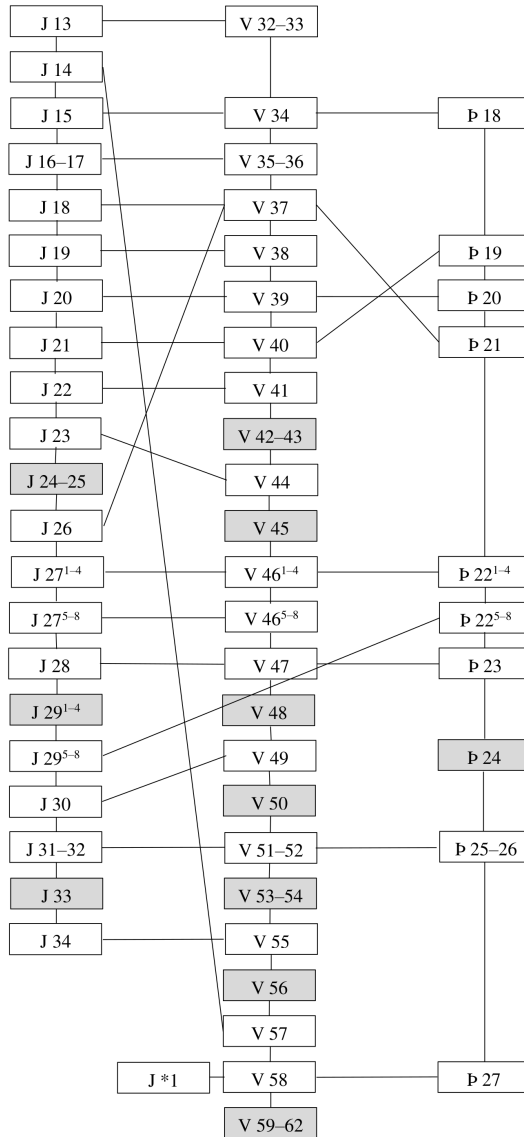 J 13 V 32–33
J 14
J 15 V 34 Þ 18
J 16–17 V 35–36
J 18 V 37
J 19 V 38 Þ 19
J 20 V 39 Þ 20
J 21 V 40 Þ 21
J 22 V 41
J 23 V 42–43
J 24–25 V 44
J 26 V 45
J 27¹⁻⁴ V 46¹⁻⁴ Þ 22¹⁻⁴
J 27⁵⁻⁸ V 46⁵⁻⁸ Þ 22⁵⁻⁸
J 28 V 47 Þ 23
J 29¹⁻⁴ V 48
J 29⁵⁻⁸ V 49 Þ 24
J 30 V 50
J 31–32 V 51–52 Þ 25–26
J 33 V 53–54
J 34 V 55
V 56
V 57
J *1 V 58 Þ 27
V 59–62